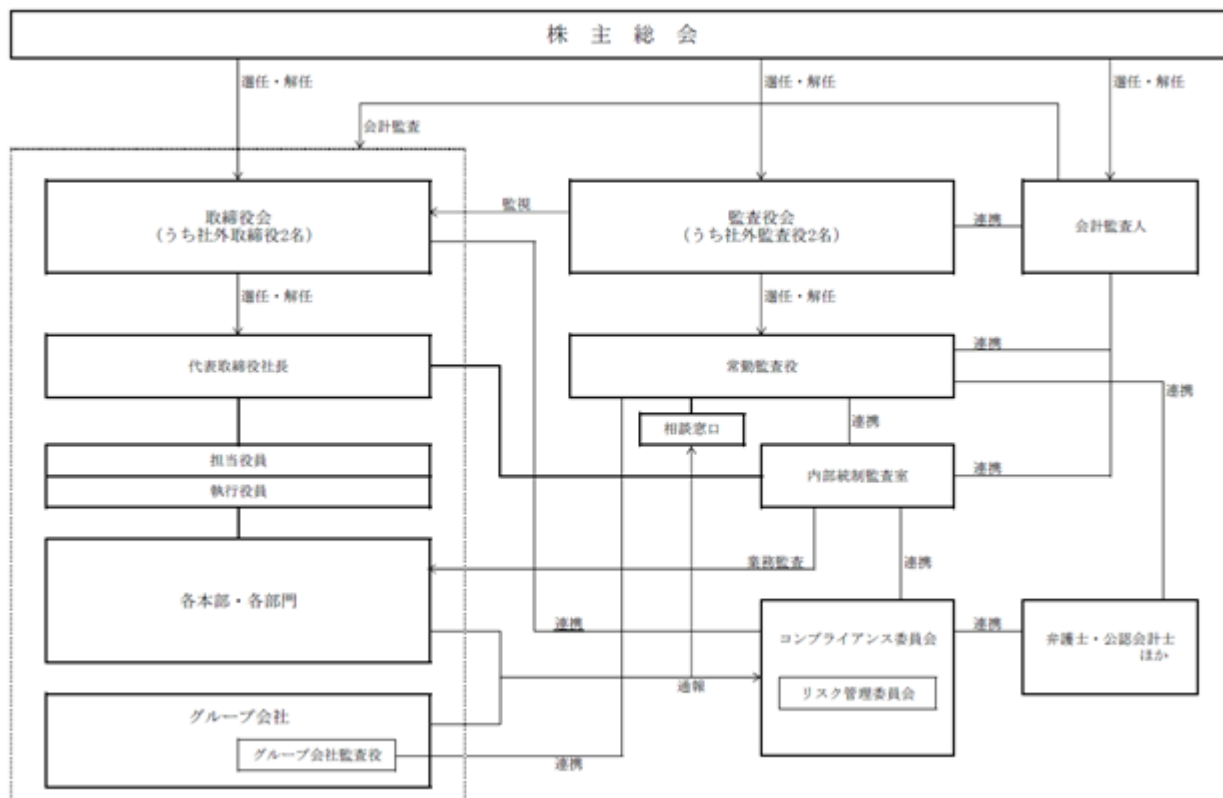 株主総会
選任・解任
選任・解任
選任・解任
会計監査
取締役会
(うち社外取締役2名)
監視
監査役会
(うち社外監査役2名)
連携
会計監査人
選任・解任
選任・解任
代表取締役社長
常勤監査役
連携
連携
相談窓口
連携
担当役員
執行役員
内部統制監査室
連携
業務監査
連携
各本部・各部門
連携
コンプライアンス委員会
連携
弁護士・公認会計士
ほか
通報
リスク管理委員会
グループ会社
グループ会社監査役
連携